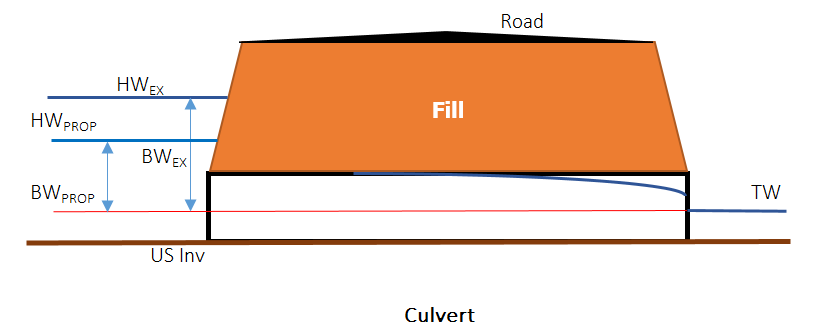 Road
HWEX
Fill
HWPROP
BWEX
BWPROP
TW
US Inv
Culvert